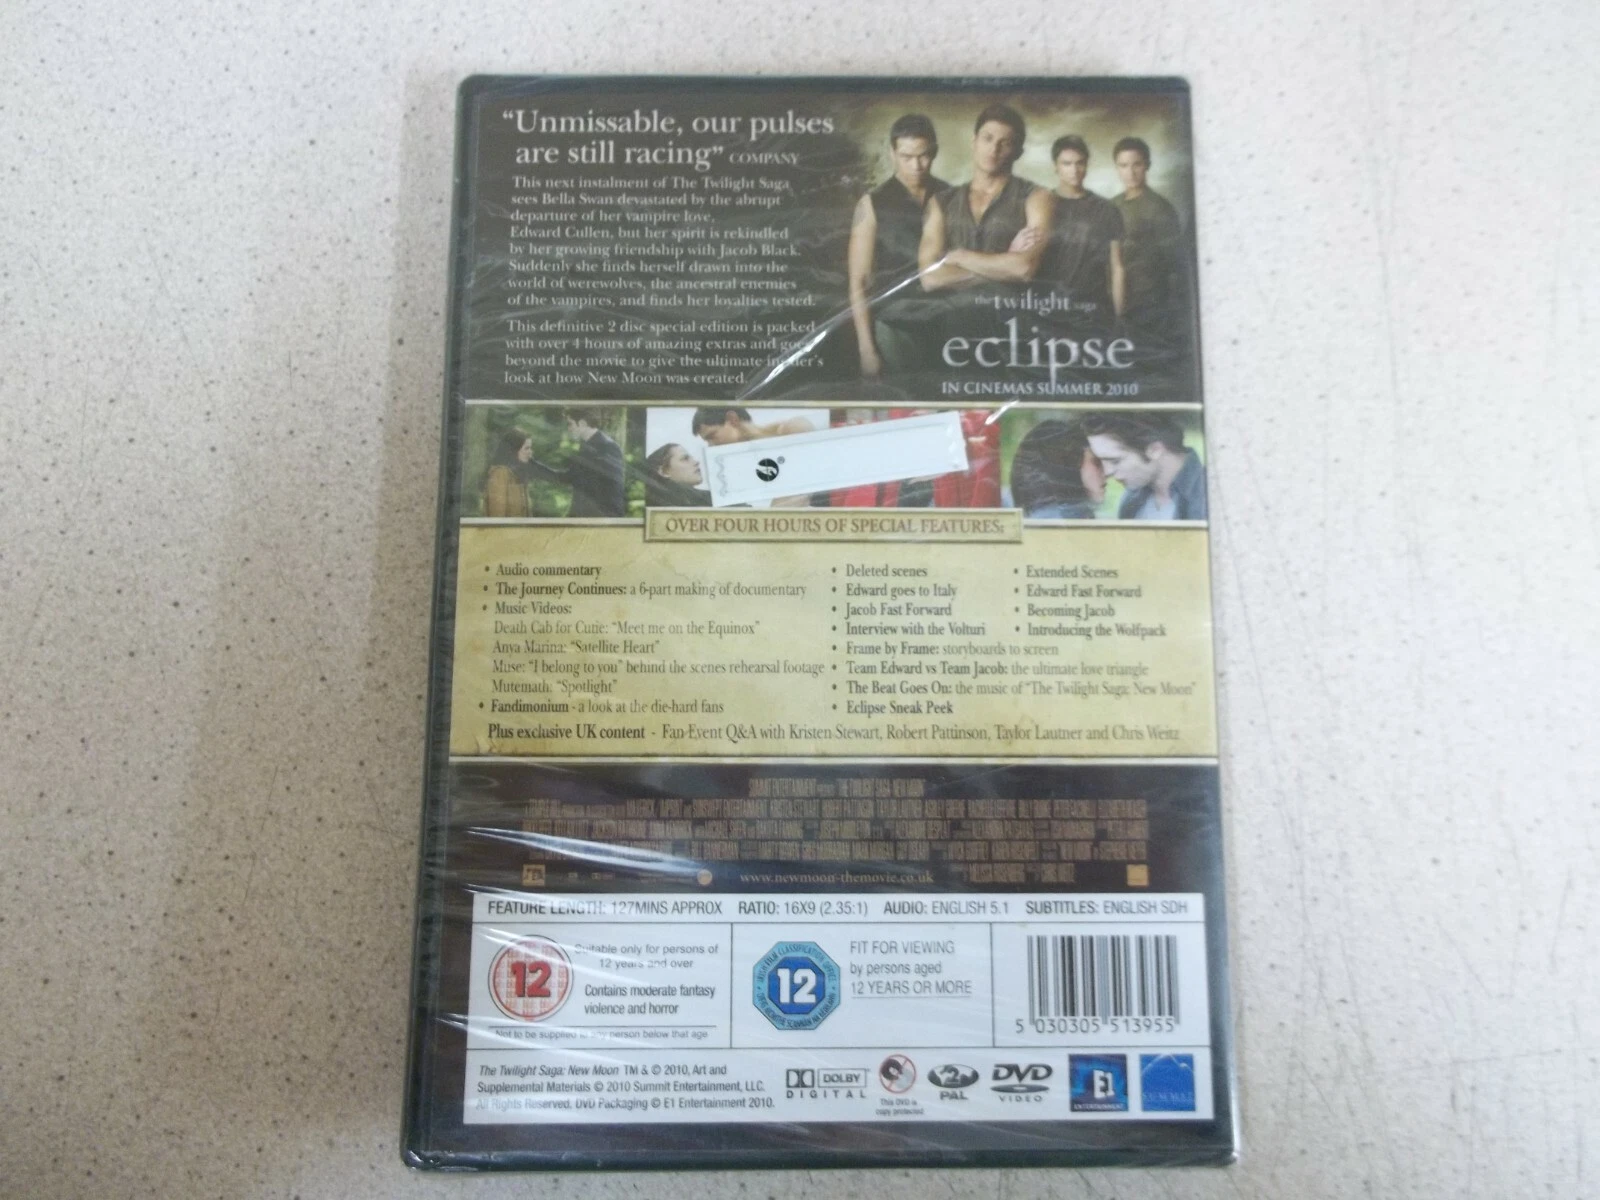 “Unmissable, our pulses
are still racing” COMPANY
This next instalment of The Twilight Saga
sees Bella Swan devastated by the abrupt
departure of her vampire love,
Edward Cullen, but her spirit is rekindled
by her growing friendship with Jacob Black.
Suddenly she finds herself drawn into the
world of werewolves, the ancestral enemies
of the vampires, and finds her loyalties tested.
This definitive 2 disc special edition is packed
with over 4 hours of amazing extras and goes
beyond the movie to give the ultimate insider's
look at how New Moon was created.
the twilight saga
eclipse
IN CINEMAS SUMMER 2010
OVER FOUR HOURS OF SPECIAL FEATURES:
• Audio commentary
• The Journey Continues: a 6-part making of documentary
• Music Videos:
Death Cab for Cutie: “Meet me on the Equinox”
Anya Marina: “Satellite Heart”
Muse: “I belong to you” behind the scenes rehearsal footage
Mutemath: “Spotlight”
• Fandimonium - a look at the die-hard fans
• Deleted scenes
• Extended Scenes
• Edward goes to Italy
• Edward Fast Forward
• Jacob Fast Forward
• Becoming Jacob
• Interview with the Volturi
• Introducing the Wolfpack
• Frame by Frame: storyboards to screen
• Team Edward vs Team Jacob: the ultimate love triangle
• The Beat Goes On: the music of “The Twilight Saga: New Moon”
• Eclipse Sneak Peek
Plus exclusive UK content - Fan Event Q&A with Kristen Stewart, Robert Pattinson, Taylor Lautner and Chris Weitz
SUMMIT ENTERTAINMENT "THE TWILIGHT SAGA: NEW MOON"
www.newmoon-themovie.co.uk
FEATURE LENGTH: 127MINS APPROX RATIO: 16X9 (2.35:1) AUDIO: ENGLISH 5.1 SUBTITLES: ENGLISH SDH
12
Suitable only for persons of
12 years and over
Contains moderate fantasy
violence and horror
Not to be supplied to any person below that age
12
FIT FOR VIEWING
by persons aged
12 YEARS OR MORE
5 030305 513955
The Twilight Saga: New Moon TM & © 2010, Art and
Supplemental Materials © 2010 Summit Entertainment, LLC.
All Rights Reserved. DVD Packaging © E1 Entertainment 2010.
DOLBY
DIGITAL
This DVD is
copy protected
2
PAL
DVD
VIDEO
E1
ENTERTAINMENT
SUMMIT